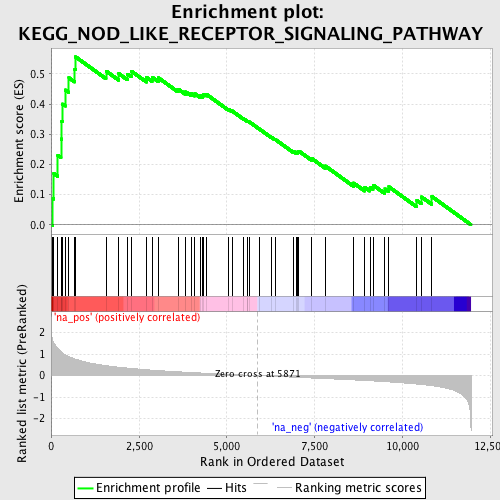 Enrichment plot:
KEGG_NOD_LIKE_RECEPTOR_SIGNALING_PATHWAY
Enrichment score (ES)
0.5
0.4
0.3
0.2
0.1
0.0
'na_pos' (positively correlated)
Ranked list metric (PreRanked)
2
1
0
-1
-2
Zero cross at 5871
'na_neg' (negatively correlated)
0
2,500
5,000
7,500
10,000
12,500
Rank in Ordered Dataset
Enrichment profile
Hits
Ranking metric scores